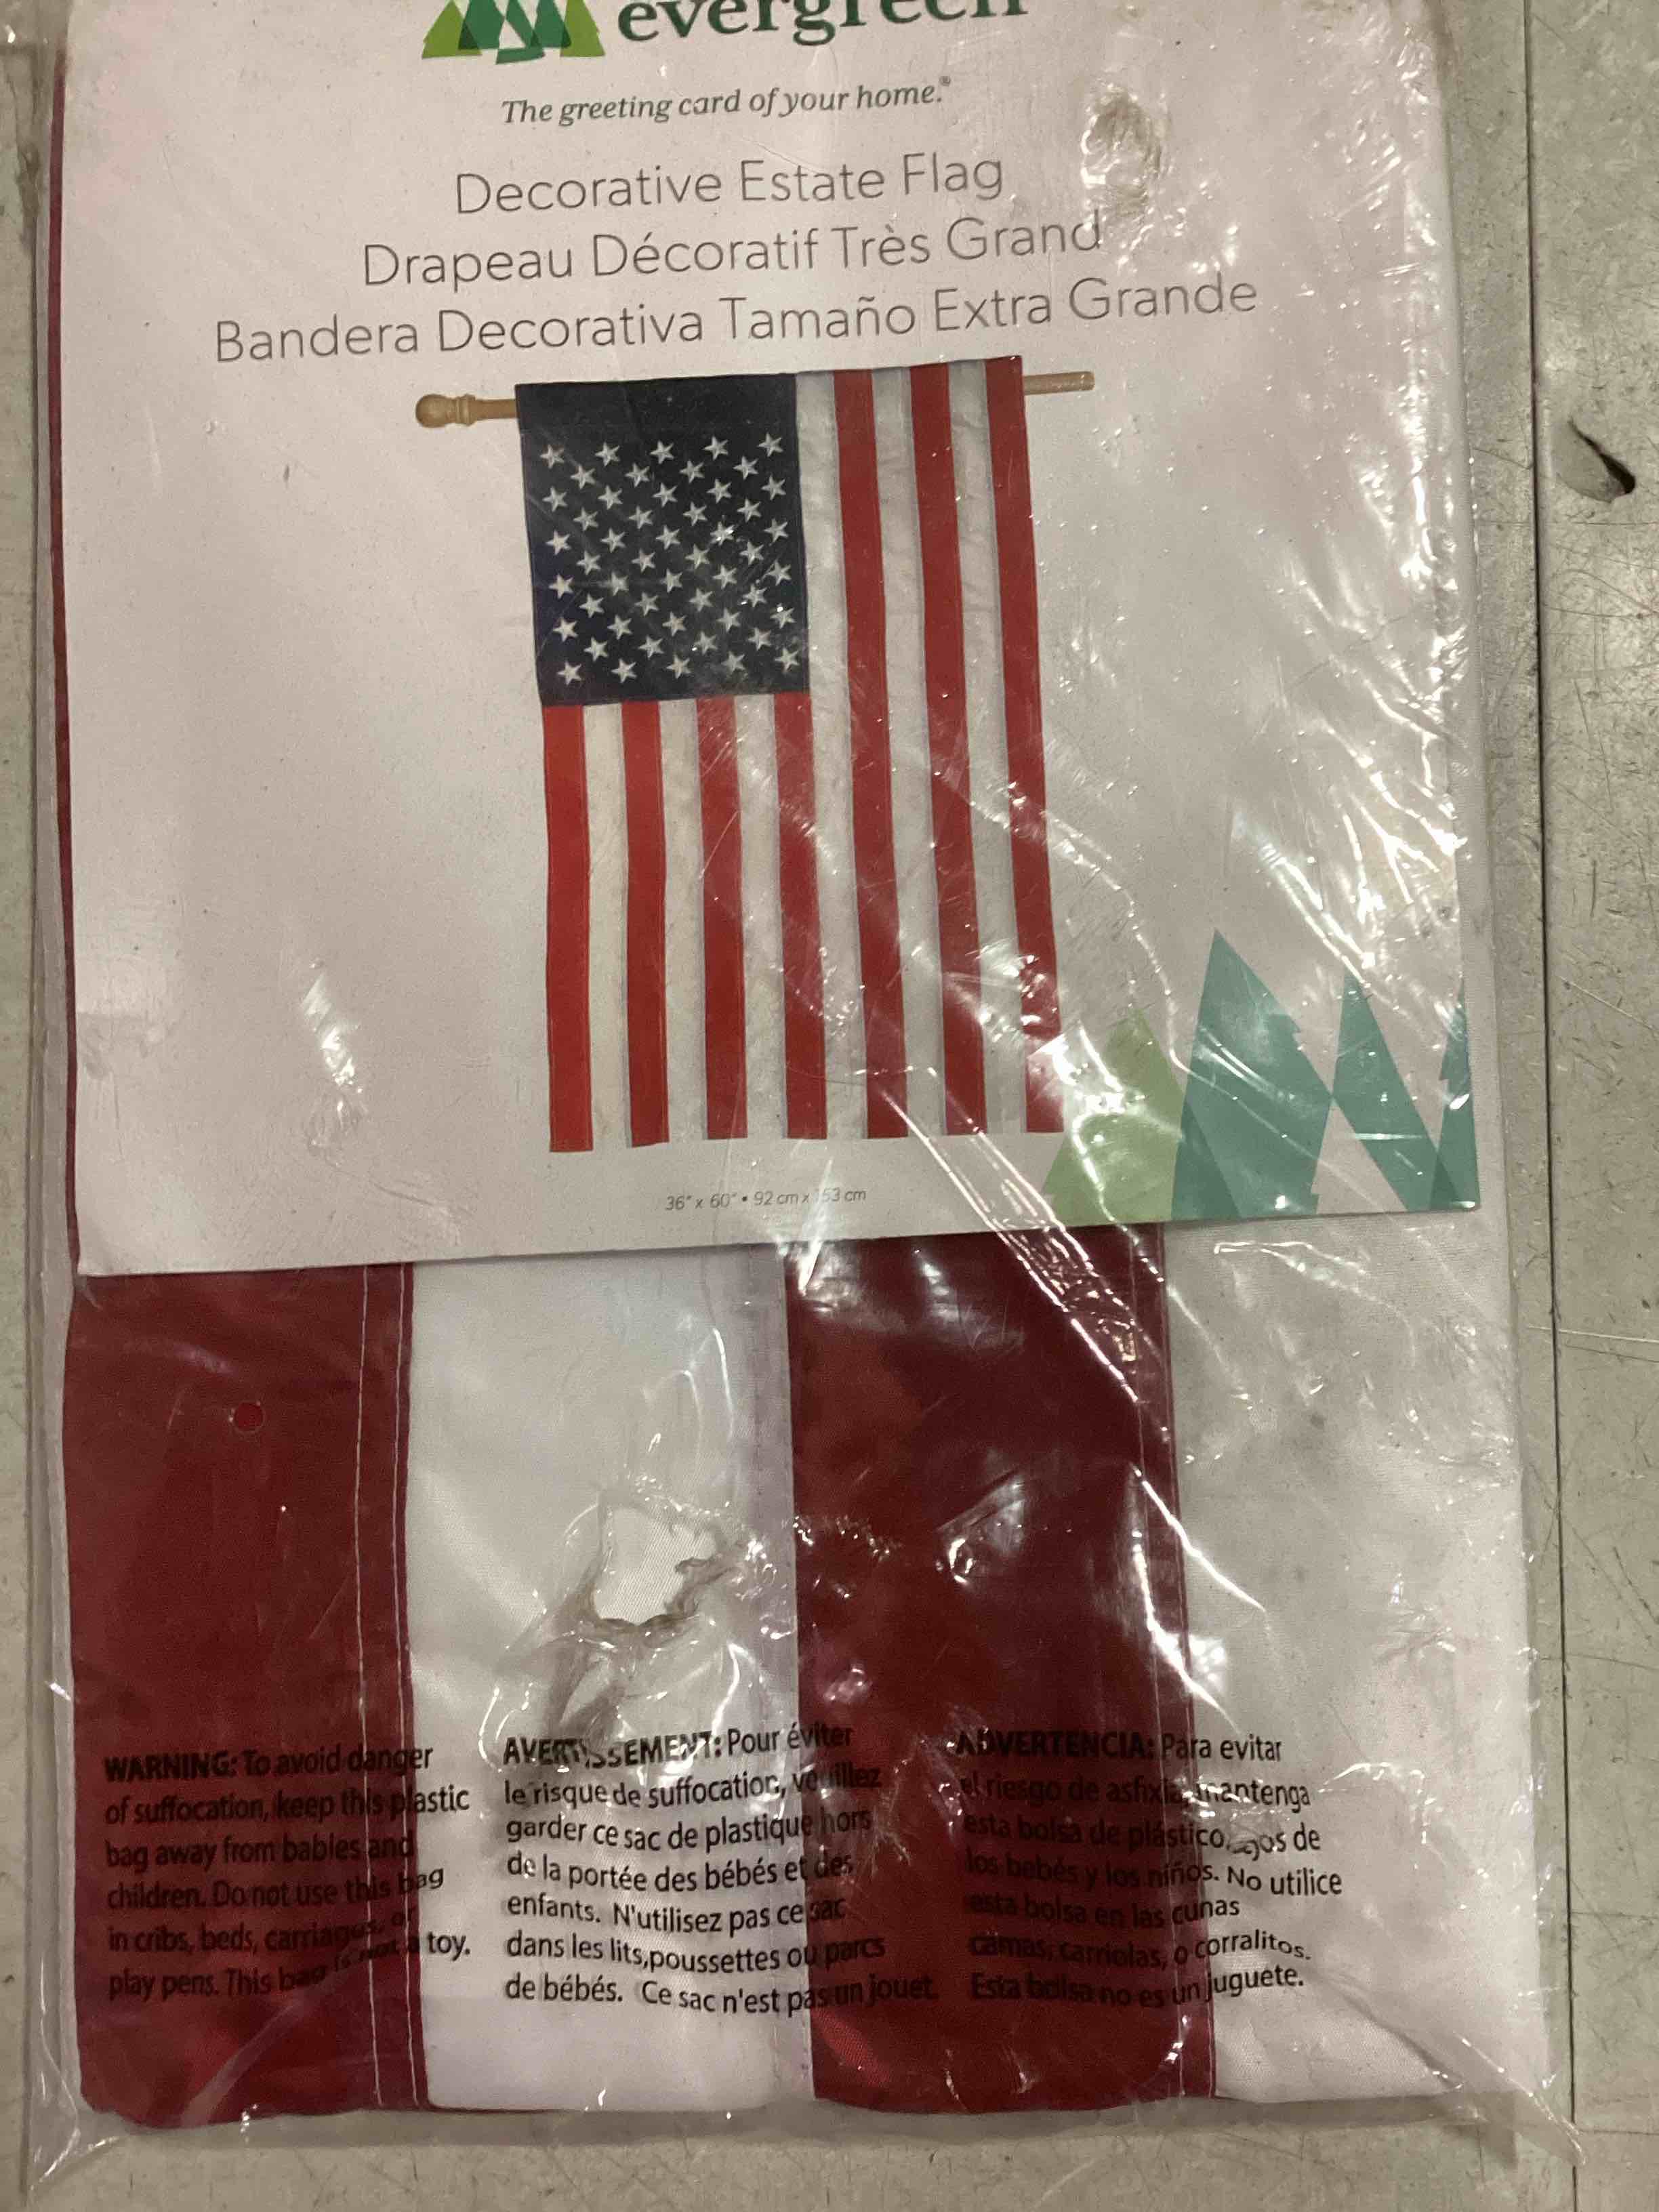 evergreen
The greeting card of your home.®
Decorative Estate Flag
Drapeau Décoratif Très Grand
Bandera Decorativa Tamaño Extra Grande
36" x 60" • 92 cm x 153 cm
WARNING: To avoid danger
of suffocation, keep this plastic
bag away from babies and
children. Do not use this bag
in cribs, beds, carriages, or
play pens. This bag is not a toy.
AVERTISSEMENT: Pour éviter
le risque de suffocation, veuillez
garder ce sac de plastique hors
de la portée des bébés et des
enfants. N'utilisez pas ce sac
dans les lits,poussettes ou parcs
de bébés. Ce sac n'est pas un jouet.
ADVERTENCIA: Para evitar
el riesgo de asfixia, mantenga
esta bolsa de plástico, de
los bebés y los niños. No utilice
esta bolsa en las cunas
camas, carriolas, o corralitos.
Esta bolsa no es un juguete.